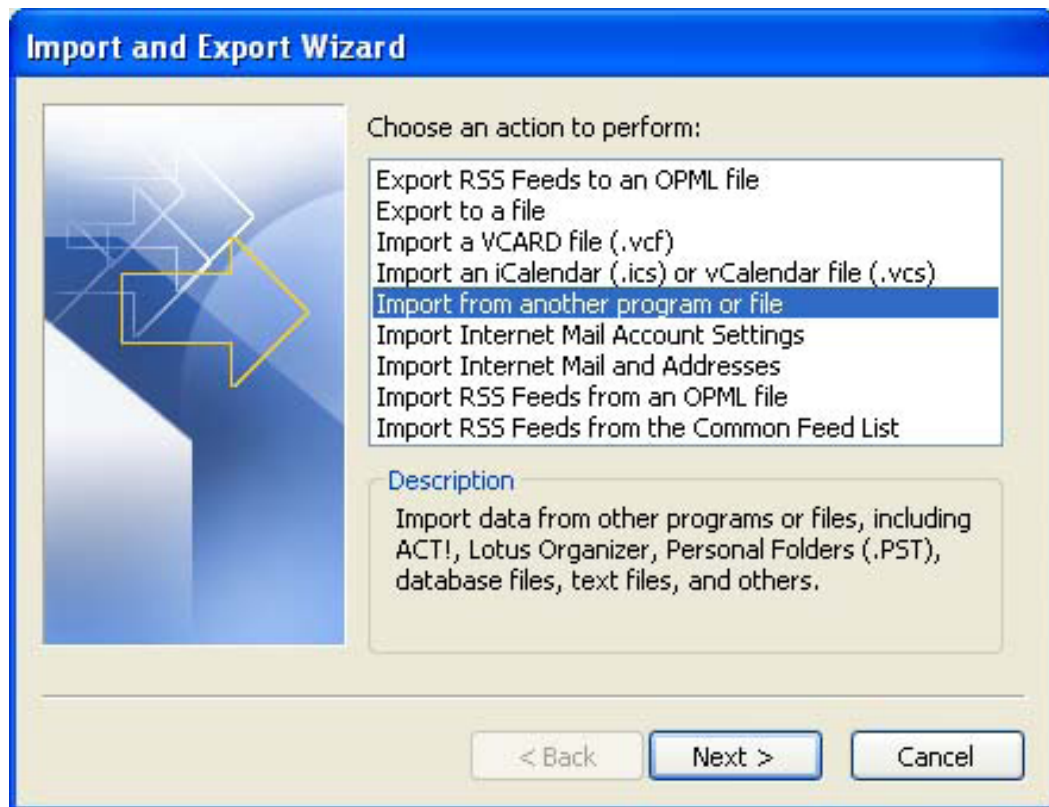 Import and Export Wizard
Choose an action to perform:
Export RSS Feeds to an OPML file
Export to a file
Import a VCARD file (.vcf)
Import an iCalendar (.ics) or vCalendar file (.vcs)
Import from another program or file
Import Internet Mail Account Settings
Import Internet Mail and Addresses
Import RSS Feeds from an OPML file
Import RSS Feeds from the Common Feed List
Description
Import data from other programs or files, including
ACT!, Lotus Organizer, Personal Folders (.PST),
database files, text files, and others.
< Back
Next >
Cancel